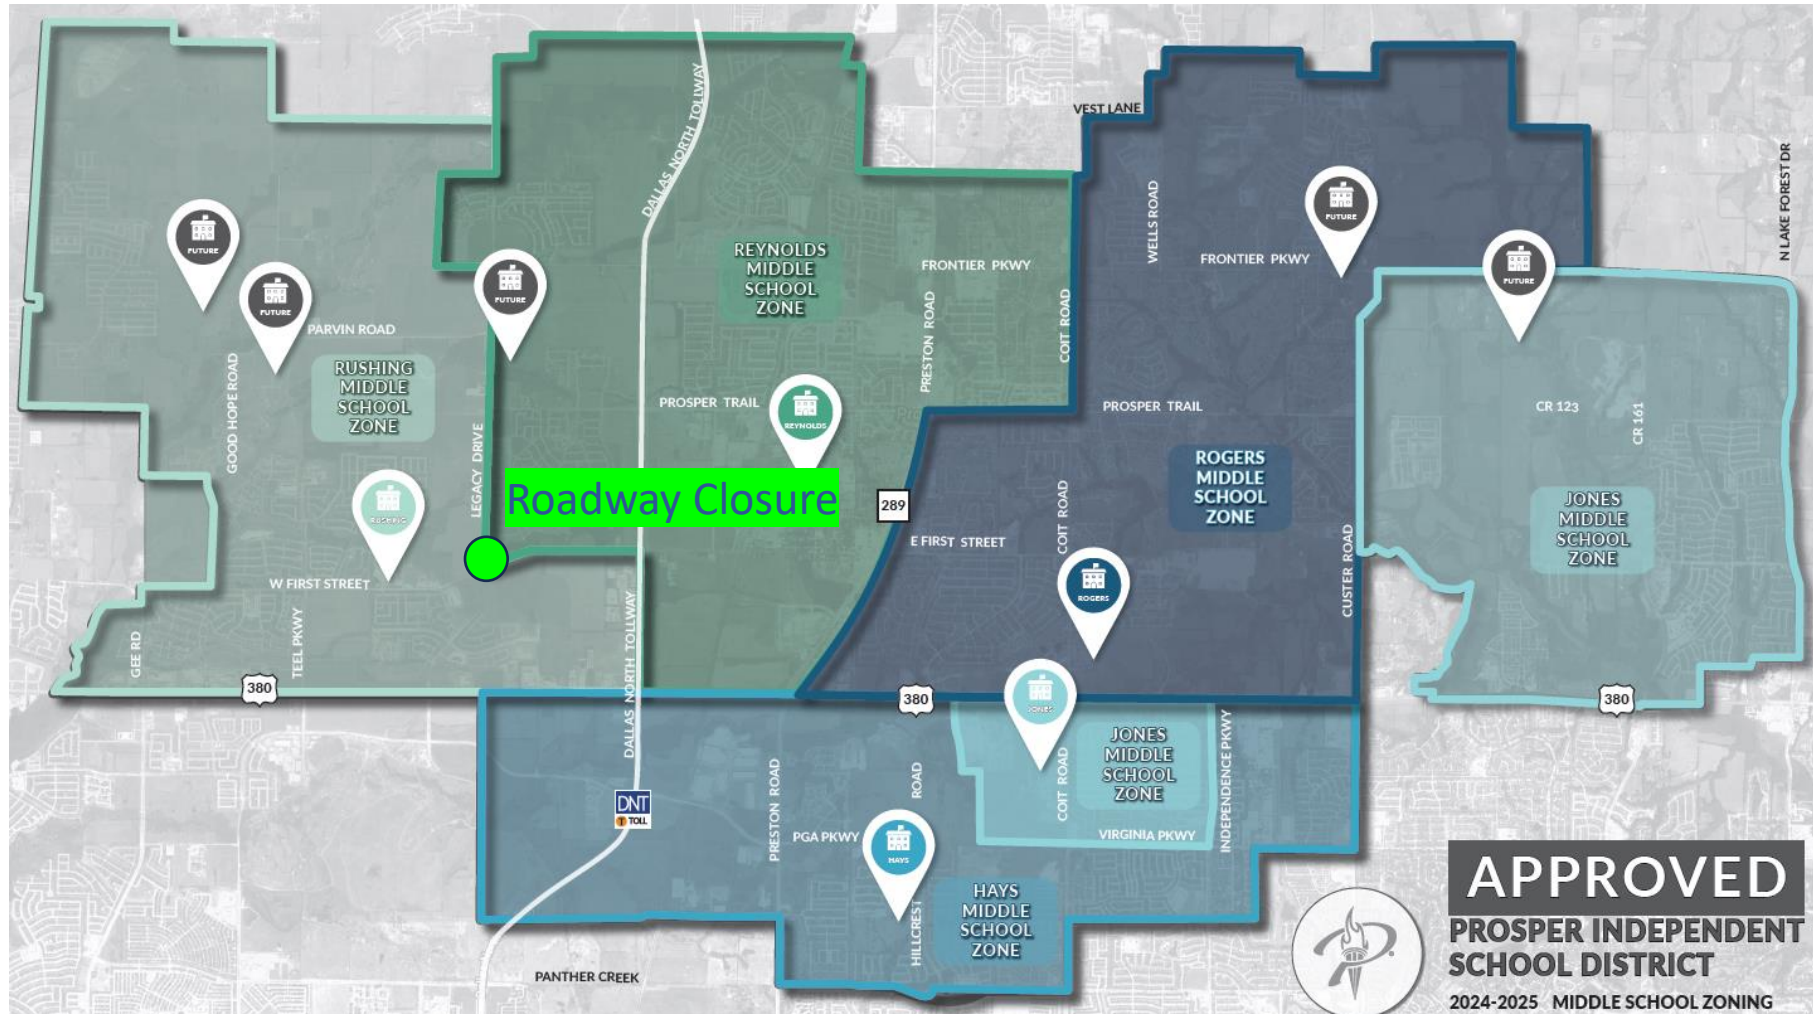 VEST LANE
N LAKE FOREST DR
DALLAS NORTH TOLLWAY
WELLS ROAD
FUTURE
FUTURE
FUTURE
FUTURE
FUTURE
REYNOLDS
MIDDLE
SCHOOL
ZONE
FRONTIER PKWY
FRONTIER PKWY
PARVIN ROAD
PRESTON ROAD
COIT ROAD
GOOD HOPE ROAD
RUSHING
MIDDLE
SCHOOL
ZONE
PROSPER TRAIL
REYNOLDS
PROSPER TRAIL
CR 123
CR 161
LEGACY DRIVE
Roadway Closure
RUSHING
289
ROGERS
MIDDLE
SCHOOL
ZONE
JONES
MIDDLE
SCHOOL
ZONE
E FIRST STREET
COIT ROAD
CUSTER ROAD
W FIRST STREET
ROGERS
GEE RD
TEEL PKWY
DALLAS NORTH TOLLWAY
380
380
380
JONES
JONES
MIDDLE
SCHOOL
ZONE
COIT ROAD
INDEPENDENCE PKWY
VIRGINIA PKWY
DNT
T TOLL
PRESTON ROAD
PGA PKWY
HILLCREST ROAD
HAYS
HAYS
MIDDLE
SCHOOL
ZONE
PANTHER CREEK
P
APPROVED
PROSPER INDEPENDENT
SCHOOL DISTRICT
2024-2025 MIDDLE SCHOOL ZONING